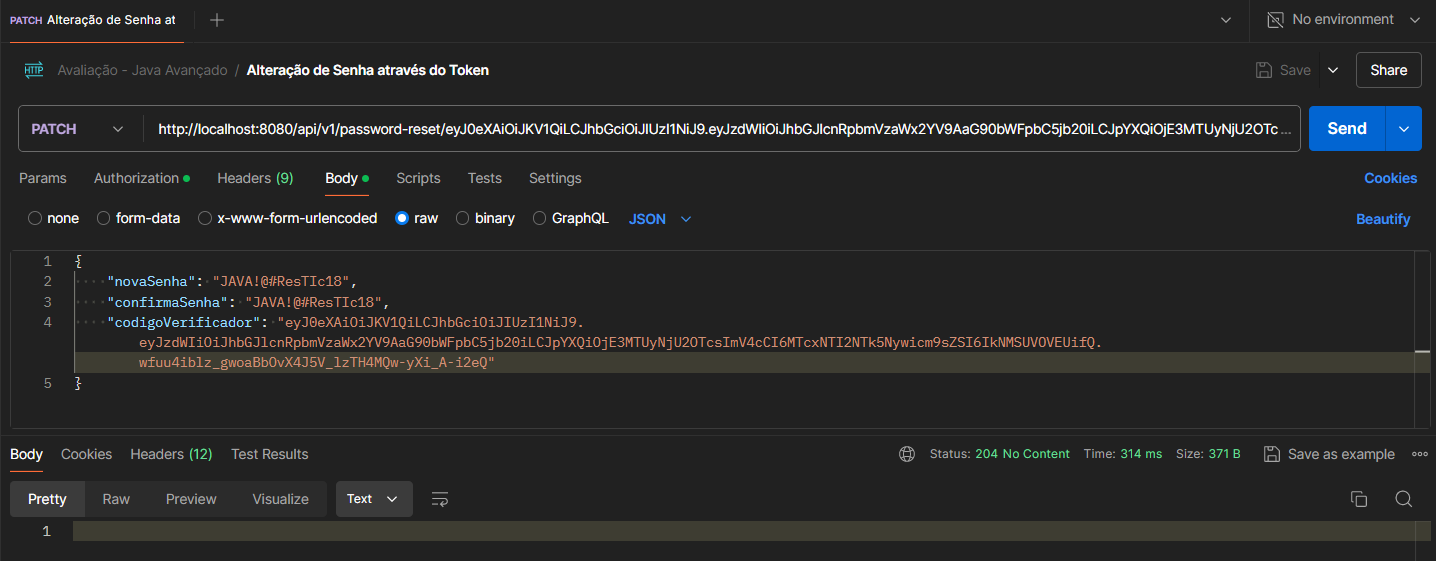 PATCH Alteração de Senha at
No environment
HTTP Avaliação - Java Avançado / Alteração de Senha através do Token
Save
Share
PATCH
http://localhost:8080/api/v1/password-reset/eyJ0eXAiOiJKV1QiLCJhbGciOiJIUzI1NiJ9.eyJzdWIiOiJhbGJlcnRpbmVzaWx2YV9AaG90bWFpbC5jb20iLCJpYXQiOjE3MTUyNjU2OTc ...
Send
Params Authorization Headers (9) Body Scripts Tests Settings Cookies
none form-data x-www-form-urlencoded raw binary GraphQL JSON Beautify
1 {
2 "novaSenha": "JAVA!@#ResTIc18",
3 "confirmaSenha": "JAVA!@#ResTIc18",
4 "codigoVerificador": "eyJ0eXAiOiJKV1QiLCJhbGciOiJIUzI1NiJ9.
eyJzdWIiOiJhbGJlcnRpbmVzaWx2YV9AaG90bWFpbC5jb20iLCJpYXQiOjE3MTUyNjU2OTcsImV4cCI6MTcxNTI2NTk5Nywicm9sZSI6IkNMSUVOVEUifQ.
wfuu4iblz_gwoaBbOvX4J5V_lzTH4MQw-yXi_A-i2eQ"
5 }
Body Cookies Headers (12) Test Results Status: 204 No Content Time: 314 ms Size: 371 B Save as example
Pretty Raw Preview Visualize Text
1